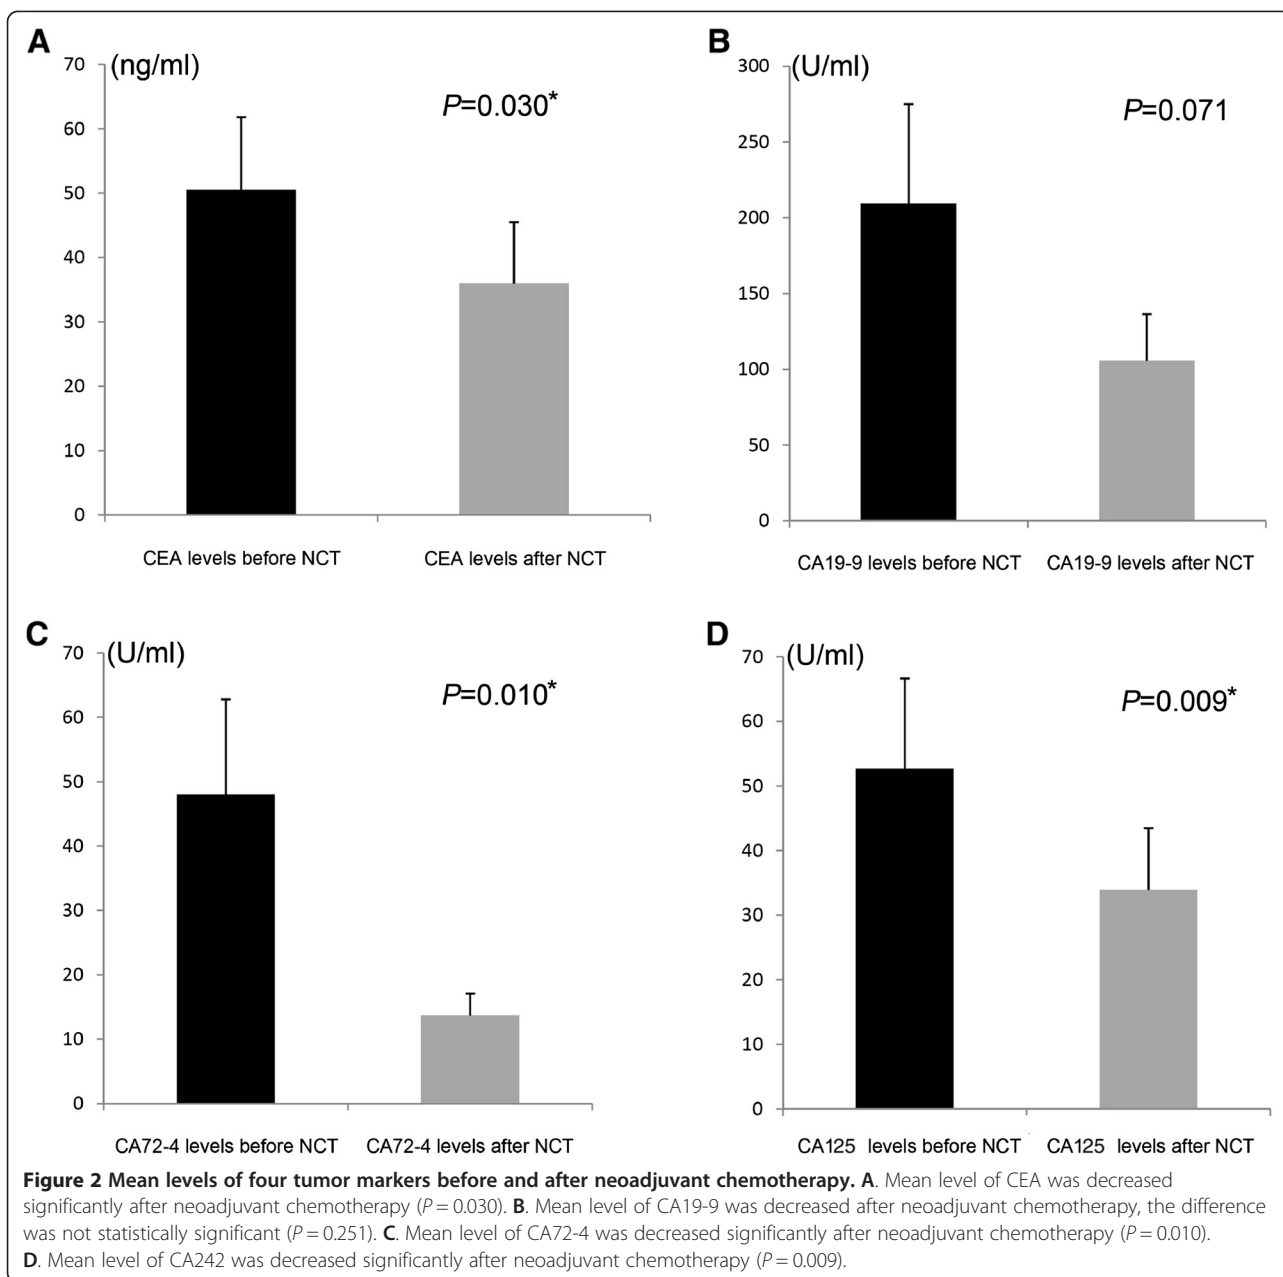 A
(ng/ml)
P=0.030*
70
60
50
40
30
20
10
0
CEA levels before NCT
CEA levels after NCT
B
(U/ml)
P=0.071
300
250
200
150
100
50
0
CA19-9 levels before NCT
CA19-9 levels after NCT
C
(U/ml)
P=0.010*
70
60
50
40
30
20
10
0
CA72-4 levels before NCT
CA72-4 levels after NCT
D
(U/ml)
P=0.009*
70
60
50
40
30
20
10
0
CA125 levels before NCT
CA125 levels after NCT
Figure 2 Mean levels of four tumor markers before and after neoadjuvant chemotherapy. A. Mean level of CEA was decreased
significantly after neoadjuvant chemotherapy (P = 0.030). B. Mean level of CA19-9 was decreased after neoadjuvant chemotherapy, the difference
was not statistically significant (P = 0.251). C. Mean level of CA72-4 was decreased significantly after neoadjuvant chemotherapy (P = 0.010).
D. Mean level of CA242 was decreased significantly after neoadjuvant chemotherapy (P = 0.009).